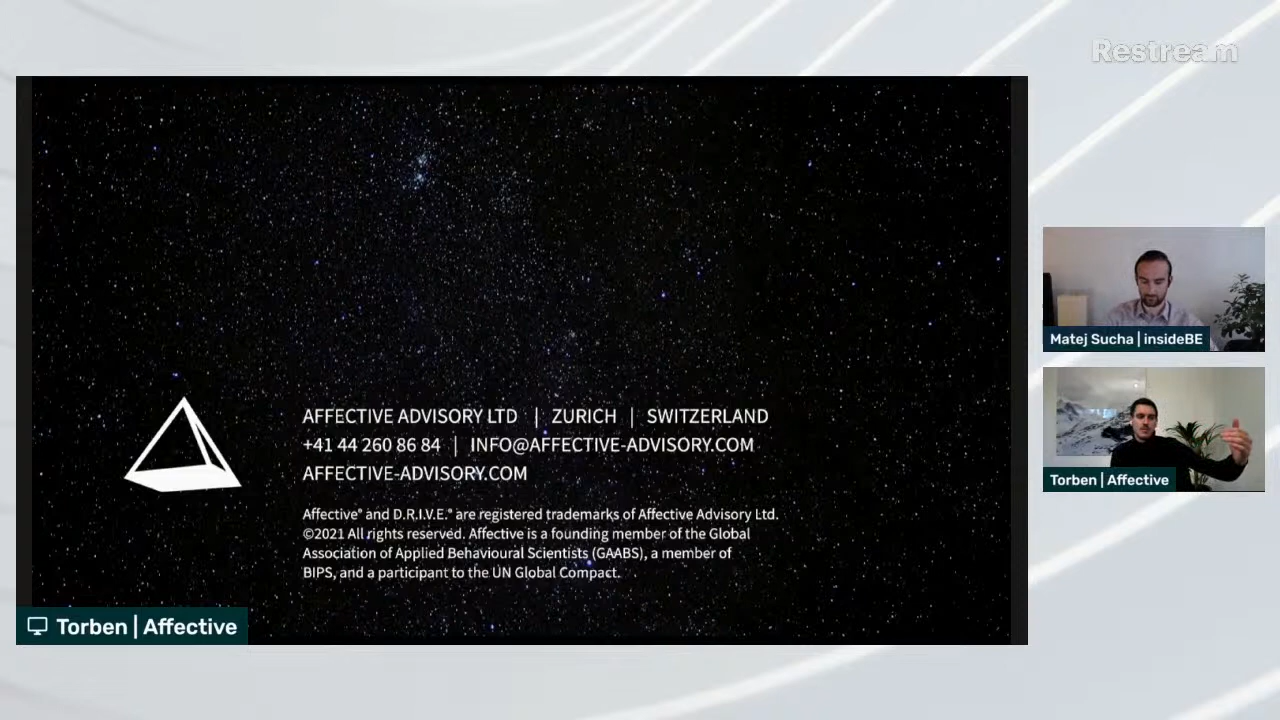 Restream
AFFECTIVE ADVISORY LTD | ZURICH | SWITZERLAND
+41 44 260 86 84 | INFO@AFFECTIVE-ADVISORY.COM
AFFECTIVE-ADVISORY.COM
Affective® and D.R.I.V.E.® are registered trademarks of Affective Advisory Ltd.
©2021 All rights reserved. Affective is a founding member of the Global
Association of Applied Behavioural Scientists (GAABS), a member of
BIPS, and a participant to the UN Global Compact.
Torben | Affective
Matej Sucha | insideBE
Torben | Affective